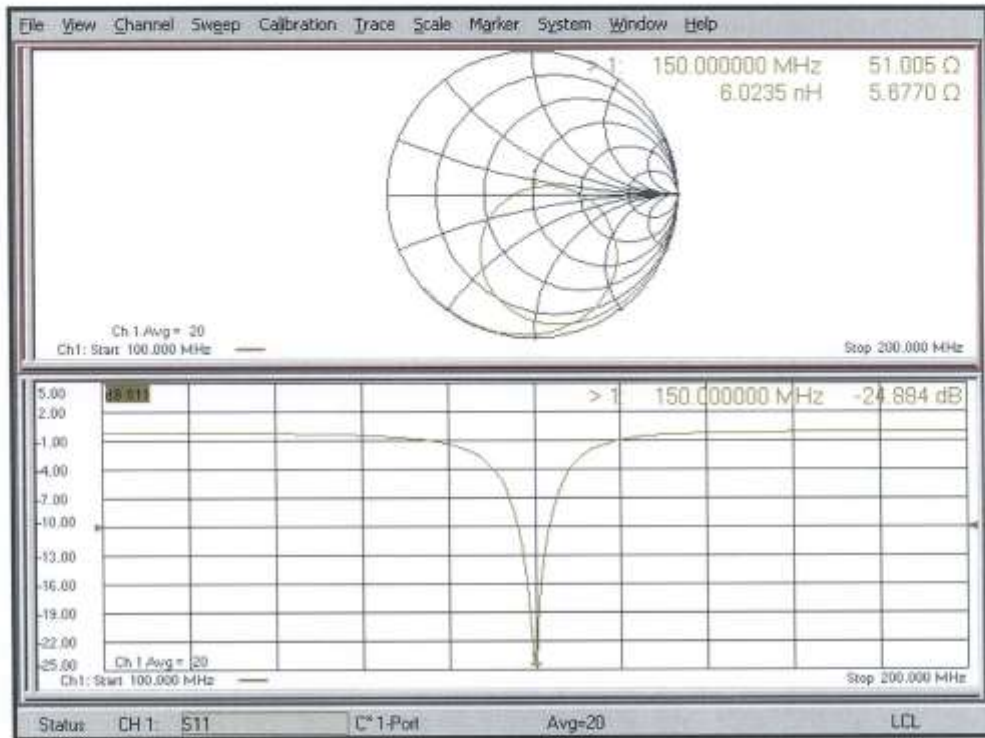 File View Channel Sweep Calibration Trace Scale Marker System Window Help
> 1: 150.000000 MHz 51.005 Ω
6.0235 nH 5.6770 Ω
Ch 1 Avg = 20
Ch1: Start 100.000 MHz
Stop 200.000 MHz
5.00
dB S11
> 1: 150.000000 MHz -24.884 dB
2.00
-1.00
-4.00
-7.00
-10.00
-13.00
-16.00
-19.00
-22.00
-25.00
Ch 1 Avg = 20
Ch1: Start 100.000 MHz
Stop 200.000 MHz
Status CH 1: S11 C* 1-Port Avg=20 LCL